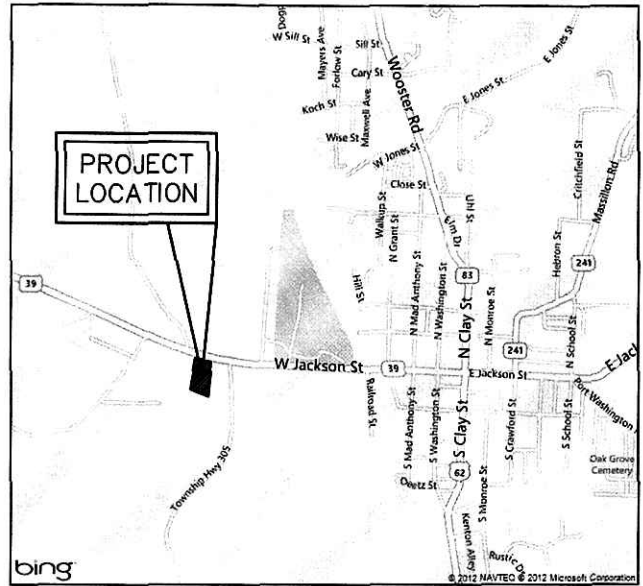 W Sill St
Mayers Ave
Forlow St
Sill St
Cary St
Koch St
Maxwell Ave
Wise St
Wooster Rd
E Jones St
E Jones St
W Jones St
Close St
Critchfield St
Massillon Rd
PROJECT
LOCATION
Walkup St
N Grant St
Elm Dr
Uhl St
Hebron St
241
39
Hill St
N Mad Anthony St
N Washington St
83
N Clay St
N Monroe St
241
N School St
W Jackson St
39
E Jackson St
E Jack
Railroad St
Port Washington
S Mad Anthony St
S Washington St
S Clay St
S Crawford St
S School St
Township Hwy 305
62
Deetz St
S Monroe St
Oak Grove
Cemetery
Kenton Alley
Rustic Dr
bing
© 2012 NAVTEQ © 2012 Microsoft Corporation